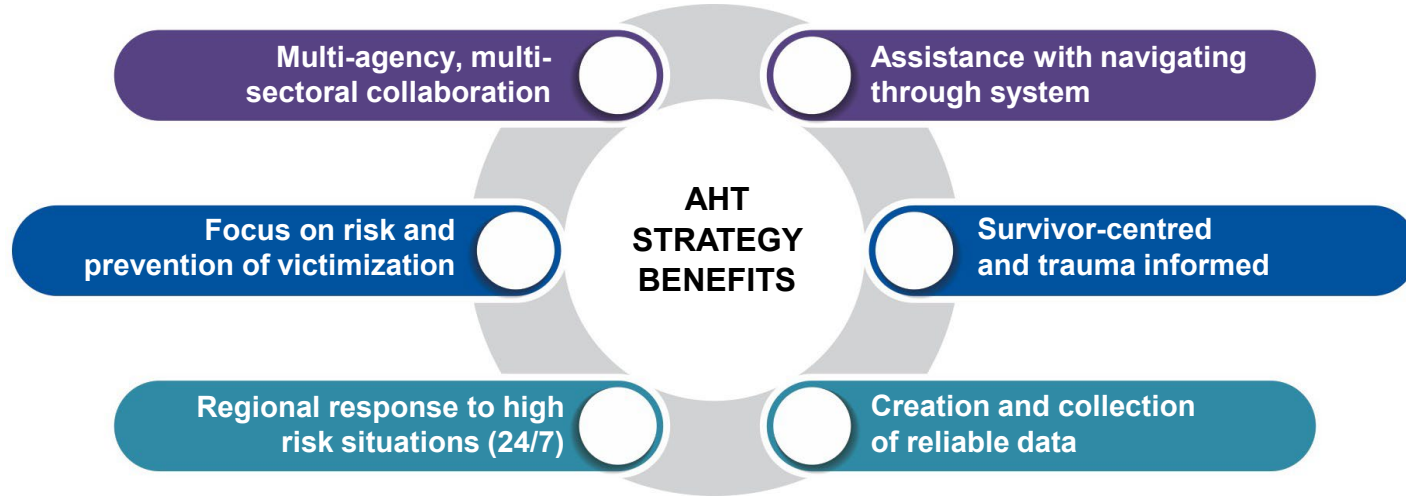 Multi-agency, multi-
sectoral collaboration
Assistance with navigating
through system
Focus on risk and
prevention of victimization
AHT
STRATEGY
BENEFITS
Survivor-centred
and trauma informed
Regional response to high
risk situations (24/7)
Creation and collection
of reliable data